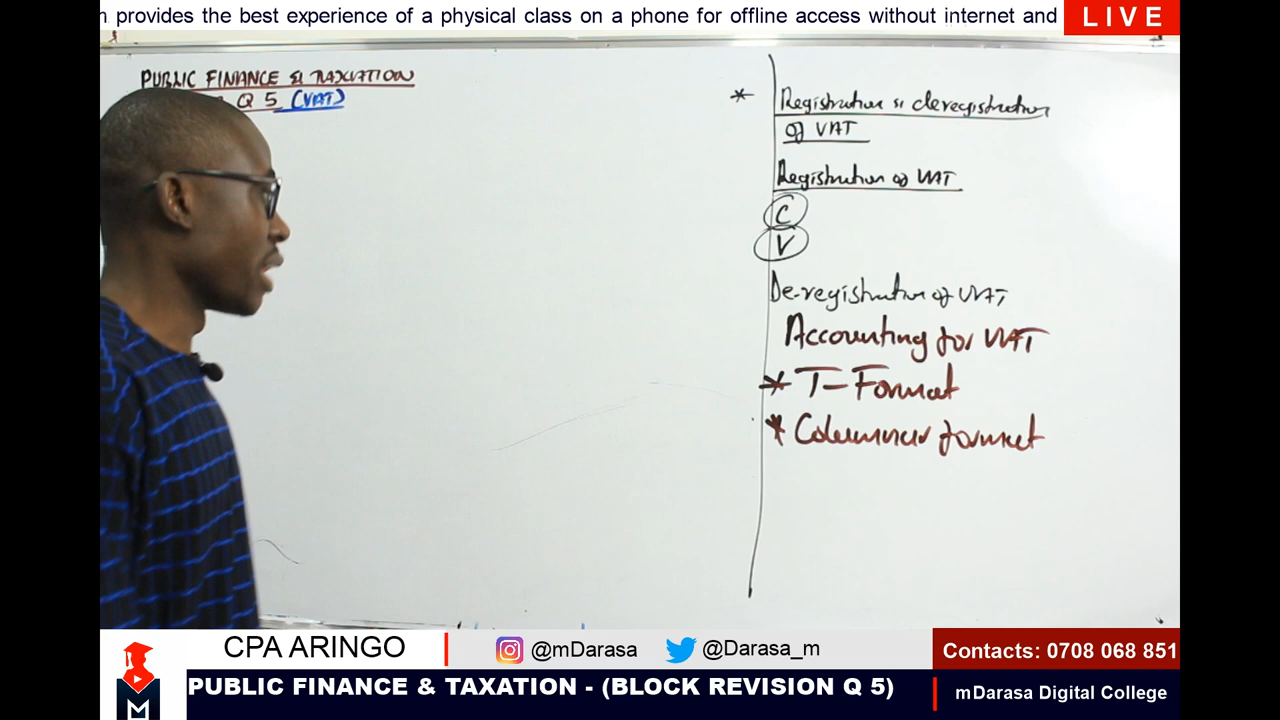 n provides the best experience of a physical class on a phone for offline access without internet and
LIVE
PUBLIC FINANCE & TAXATION
Q 5 (VAT)
* Registration & deregistration
of VAT
Registration of VAT
C
V
De-registration of VAT
Accounting for VAT
* T-Format
* Columnar format
CPA ARINGO
@mDarasa
@Darasa_m
Contacts: 0708 068 851
PUBLIC FINANCE & TAXATION - (BLOCK REVISION Q 5)
mDarasa Digital College
M